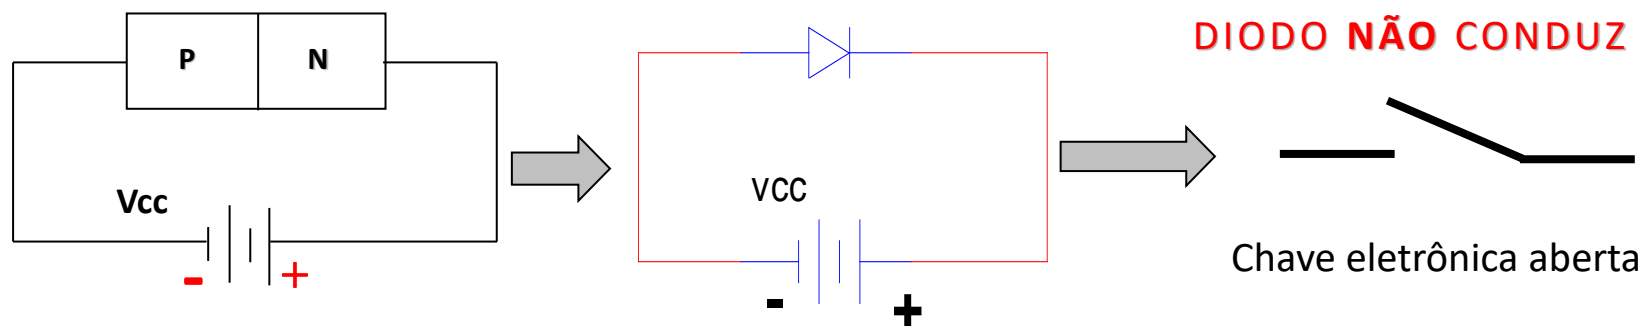 DIODO NÃO CONDUZ
P N
Vcc
- +
VCC
- +
Chave eletrônica aberta